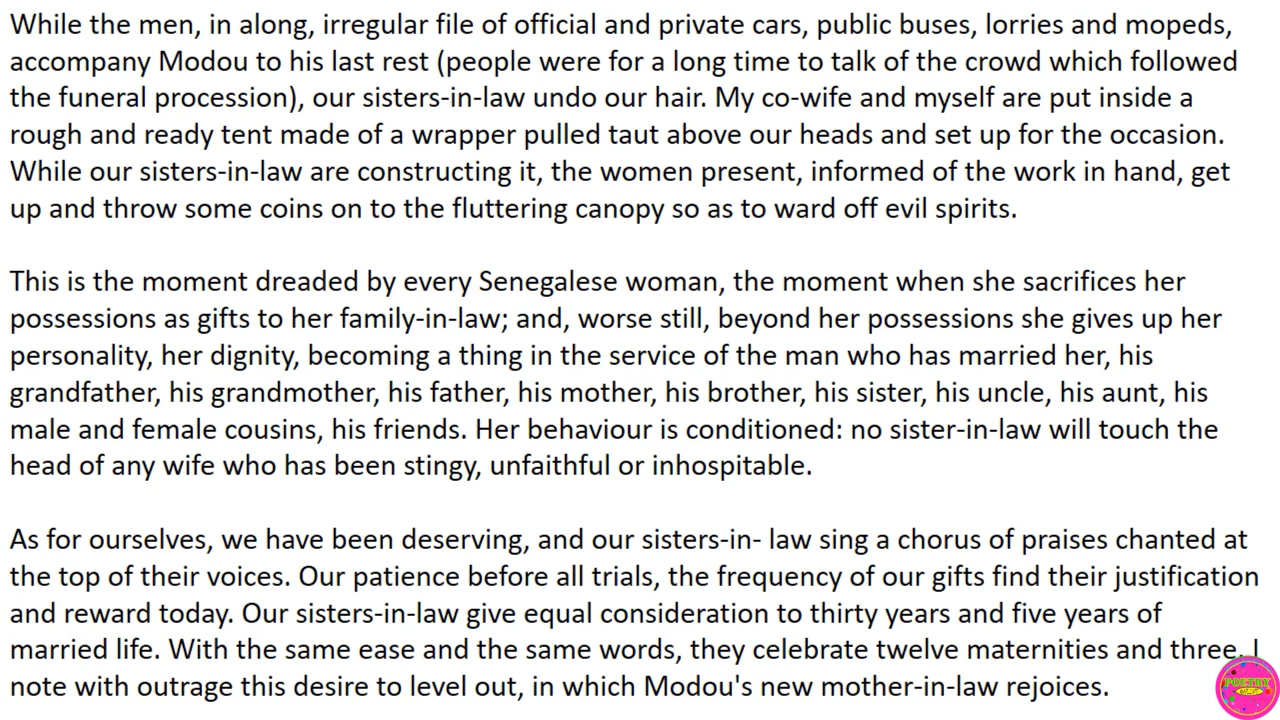 While the men, in along, irregular file of official and private cars, public buses, lorries and mopeds,
accompany Modou to his last rest (people were for a long time to talk of the crowd which followed
the funeral procession), our sisters-in-law undo our hair. My co-wife and myself are put inside a
rough and ready tent made of a wrapper pulled taut above our heads and set up for the occasion.
While our sisters-in-law are constructing it, the women present, informed of the work in hand, get
up and throw some coins on to the fluttering canopy so as to ward off evil spirits.
This is the moment dreaded by every Senegalese woman, the moment when she sacrifices her
possessions as gifts to her family-in-law; and, worse still, beyond her possessions she gives up her
personality, her dignity, becoming a thing in the service of the man who has married her, his
grandfather, his grandmother, his father, his mother, his brother, his sister, his uncle, his aunt, his
male and female cousins, his friends. Her behaviour is conditioned: no sister-in-law will touch the
head of any wife who has been stingy, unfaithful or inhospitable.
As for ourselves, we have been deserving, and our sisters-in- law sing a chorus of praises chanted at
the top of their voices. Our patience before all trials, the frequency of our gifts find their justification
and reward today. Our sisters-in-law give equal consideration to thirty years and five years of
married life. With the same ease and the same words, they celebrate twelve maternities and three. I
note with outrage this desire to level out, in which Modou's new mother-in-law rejoices.
POETRY